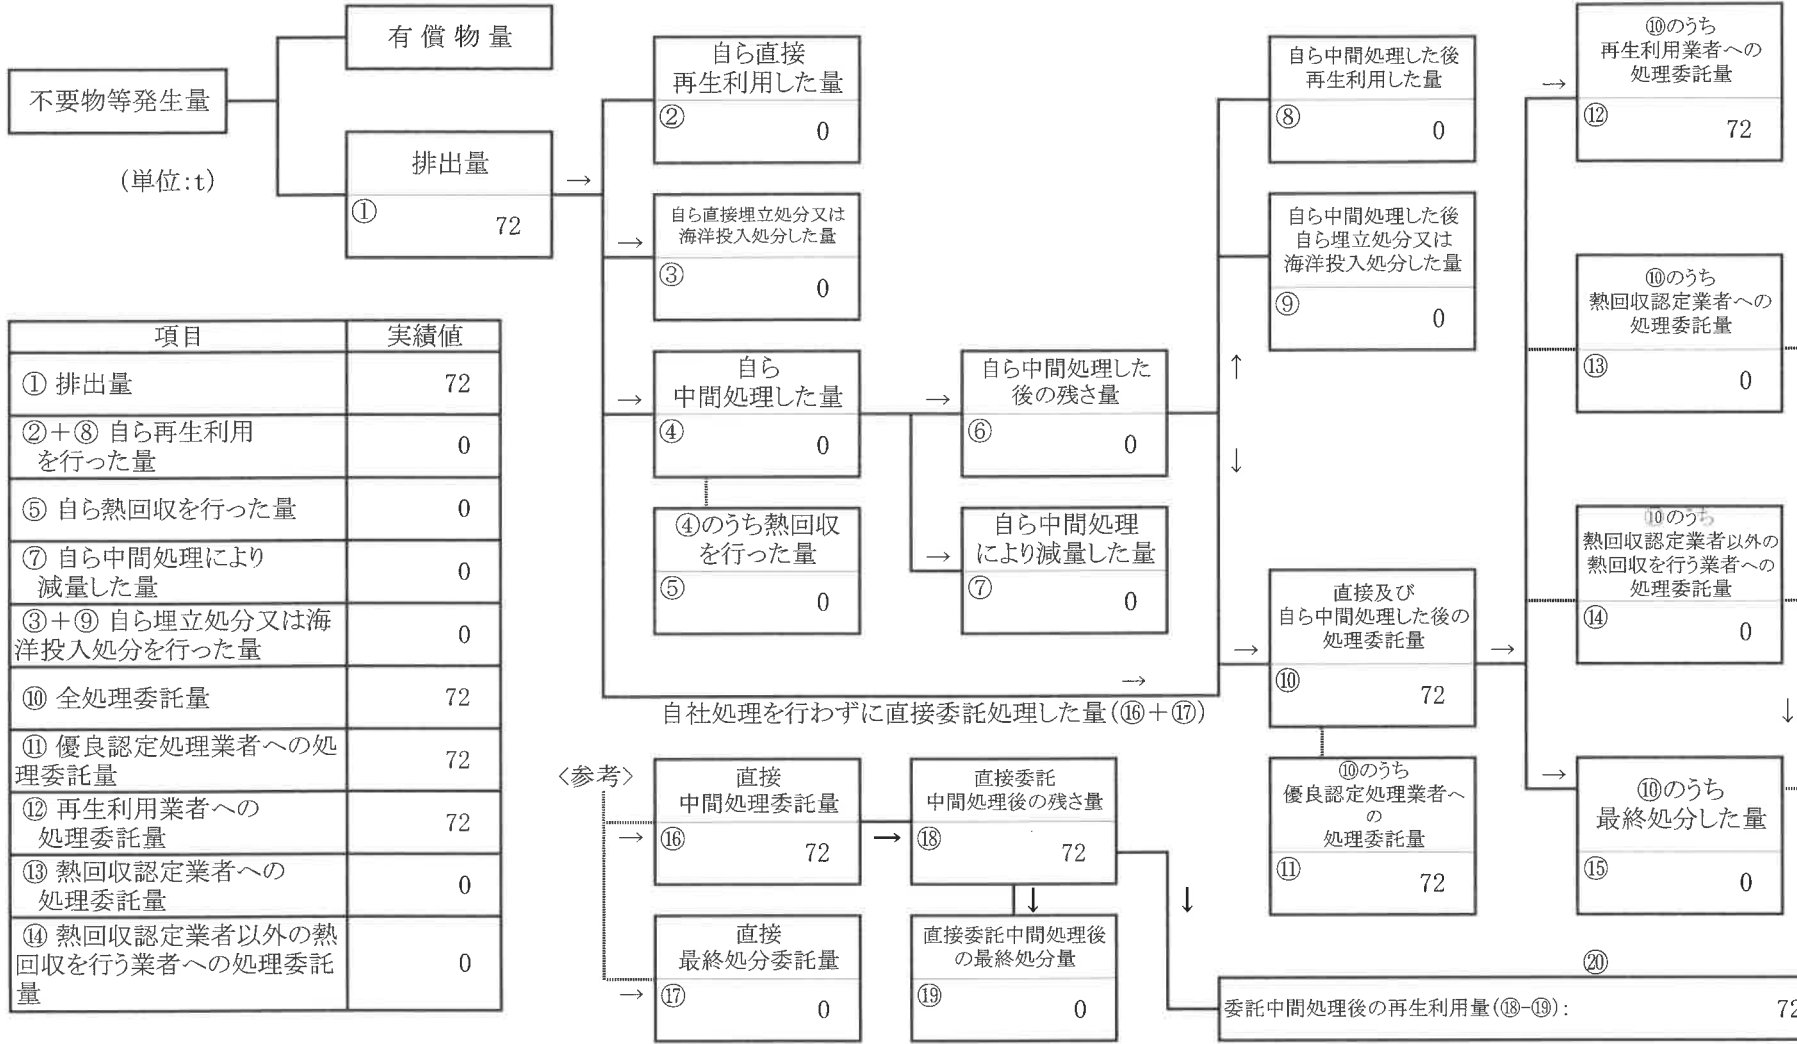 不要物等発生量
(単位:t)
有 償 物 量
排出量
→
① 72
自ら直接
再生利用した量
② 0
自ら直接埋立処分又は
海洋投入処分した量
→
③ 0
自ら
中間処理した量
→
④ 0
④のうち熱回収
を行った量
⑤ 0
自ら中間処理した
後の残さ量
→
⑥ 0
自ら中間処理
により減量した量
→
⑦ 0
自ら中間処理した後
再生利用した量
⑧ 0
自ら中間処理した後
自ら埋立処分又は
海洋投入処分した量
⑨ 0
↑
↓
直接及び
自ら中間処理した後の
処理委託量
→
→
⑩ 72
⑩のうち
優良認定処理業者へ
の
処理委託量
⑪ 72
⑩のうち
再生利用業者への
処理委託量
→
⑫ 72
⑩のうち
熱回収認定業者への
処理委託量
⑬ 0
⑩のうち
熱回収認定業者以外の
熱回収を行う業者への
処理委託量
⑭ 0
↓
⑩のうち
最終処分した量
→
⑮ 0
→
自社処理を行わずに直接委託処理した量(⑯+⑰)
項目 実績値
① 排出量 72
②+⑧ 自ら再生利用
を行った量 0
⑤ 自ら熱回収を行った量 0
⑦ 自ら中間処理により
減量した量 0
③+⑨ 自ら埋立処分又は海
洋投入処分を行った量 0
⑩ 全処理委託量 72
⑪ 優良認定処理業者への処
理委託量 72
⑫ 再生利用業者への
処理委託量 72
⑬ 熱回収認定業者への
処理委託量 0
⑭ 熱回収認定業者以外の熱
回収を行う業者への処理委託
量 0
〈参考〉
直接
中間処理委託量
→
⑯ 72
直接
最終処分委託量
→
⑰ 0
直接委託
中間処理後の残さ量
→
⑱ 72
↓
↓
直接委託中間処理後
の最終処分量
⑲ 0
⑳
委託中間処理後の再生利用量(⑱-⑲): 72